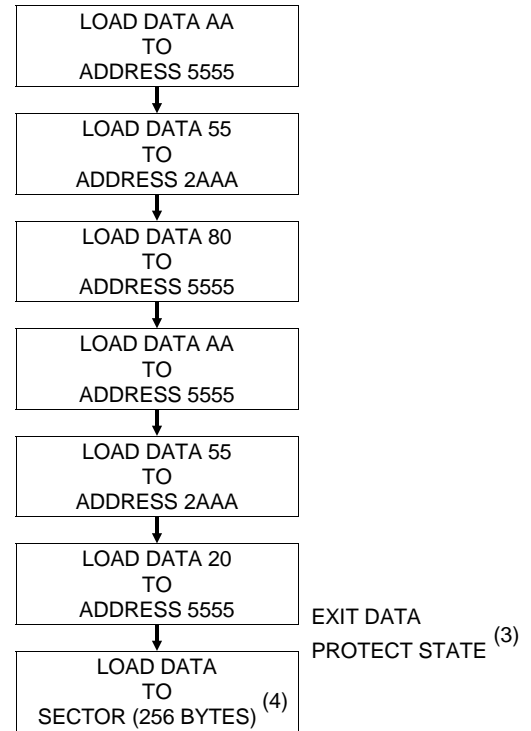 LOAD DATA AA
TO
ADDRESS 5555
LOAD DATA 55
TO
ADDRESS 2AAA
LOAD DATA 80
TO
ADDRESS 5555
LOAD DATA AA
TO
ADDRESS 5555
LOAD DATA 55
TO
ADDRESS 2AAA
LOAD DATA 20
TO
ADDRESS 5555
EXIT DATA
PROTECT STATE (3)
LOAD DATA
TO
SECTOR (256 BYTES) (4)